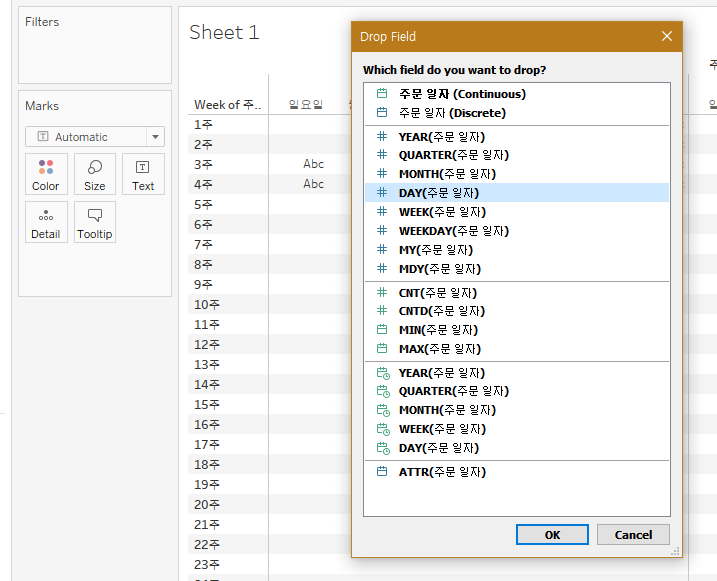 Filters
Marks
Automatic
Color
Size
Text
Detail
Tooltip
Sheet 1
Week of 주..
일요일
1주
2주
3주
Abc
4주
Abc
5주
6주
7주
8주
9주
10주
11주
12주
13주
14주
15주
16주
17주
18주
19주
20주
21주
22주
23주
Drop Field
Which field do you want to drop?
주문 일자 (Continuous)
주문 일자 (Discrete)
YEAR(주문 일자)
QUARTER(주문 일자)
MONTH(주문 일자)
DAY(주문 일자)
WEEK(주문 일자)
WEEKDAY(주문 일자)
MY(주문 일자)
MDY(주문 일자)
CNT(주문 일자)
CNTD(주문 일자)
MIN(주문 일자)
MAX(주문 일자)
YEAR(주문 일자)
QUARTER(주문 일자)
MONTH(주문 일자)
WEEK(주문 일자)
DAY(주문 일자)
ATTR(주문 일자)
OK
Cancel